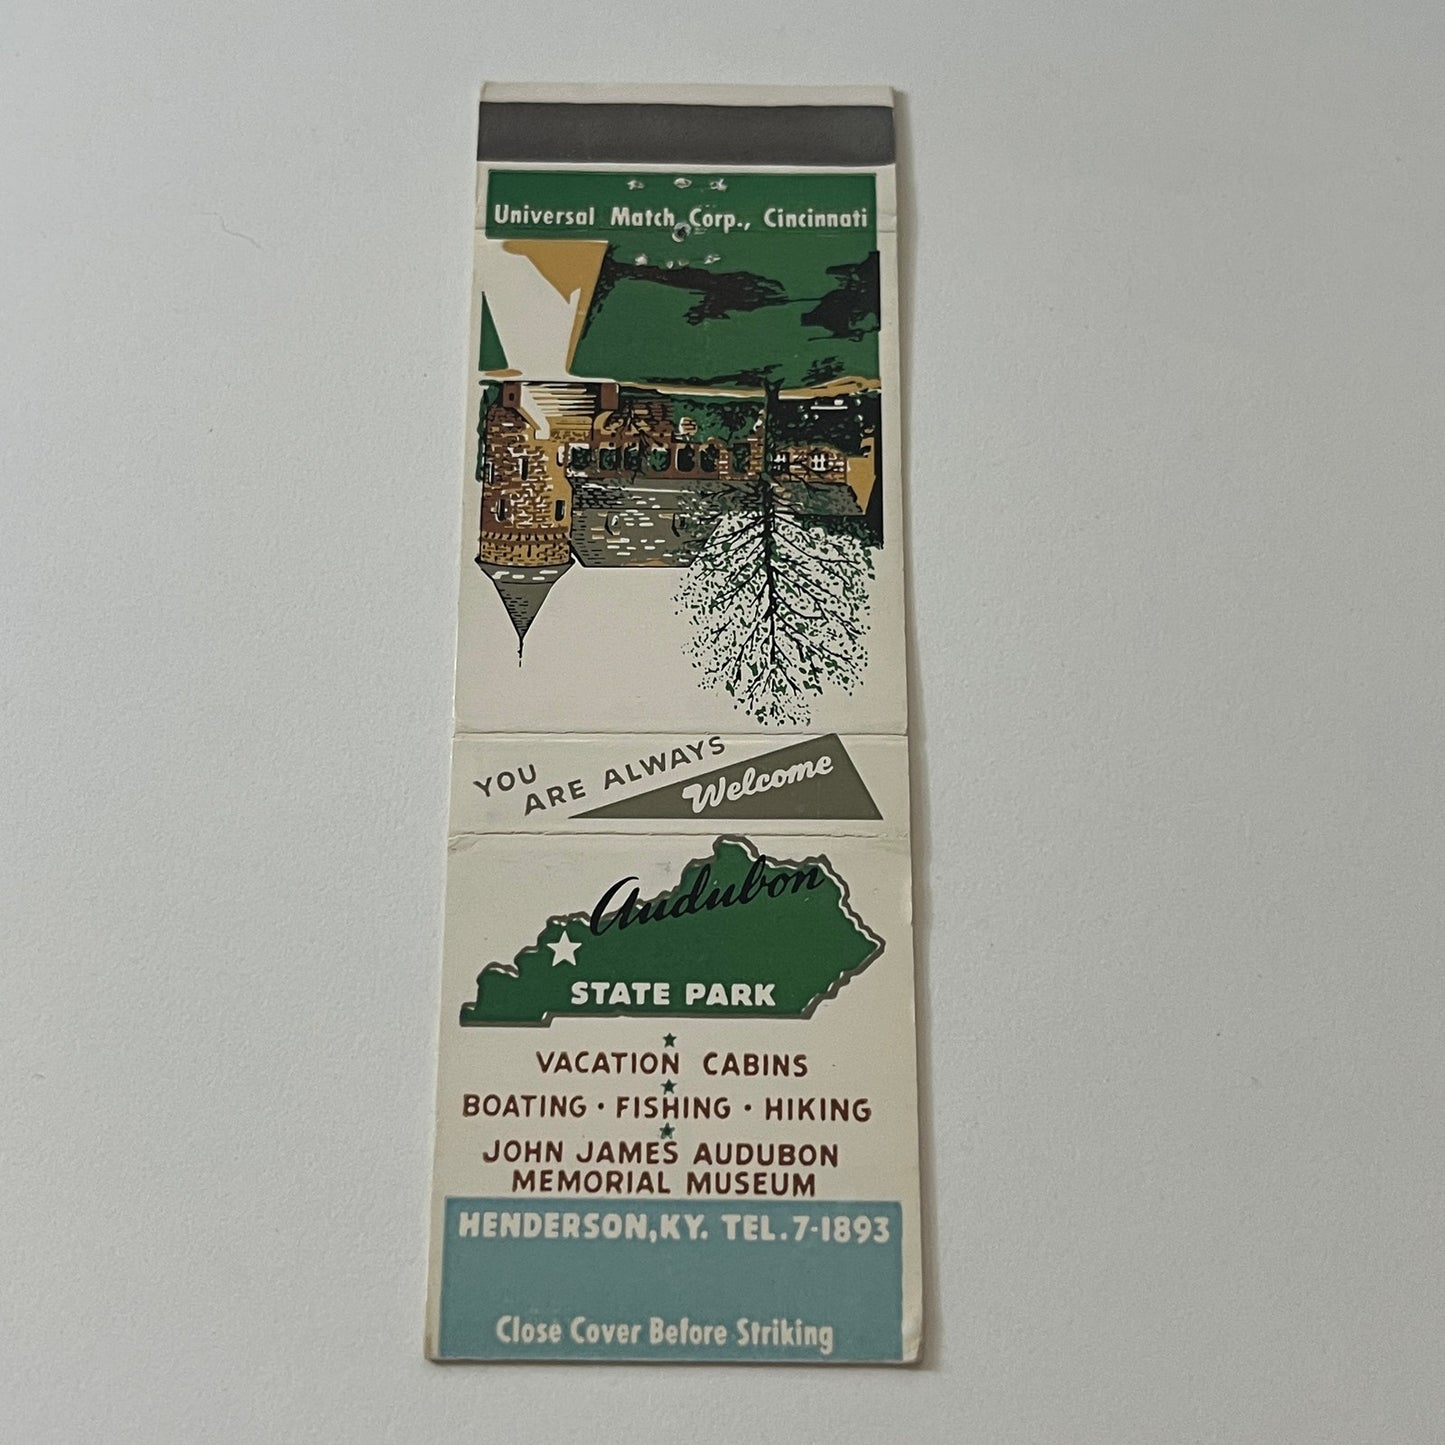 Universal Match Corp., Cincinnati
YOU
ARE ALWAYS
Welcome
Audubon
STATE PARK
VACATION CABINS
BOATING · FISHING · HIKING
JOHN JAMES AUDUBON
MEMORIAL MUSEUM
HENDERSON, KY. TEL. 7-1893
Close Cover Before Striking